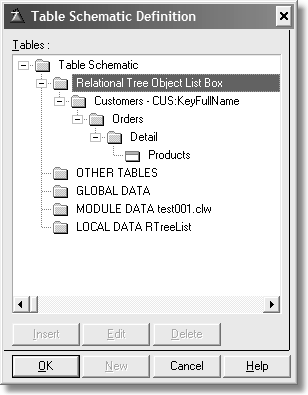 Table Schematic Definition
Tables :
Table Schematic
Relational Tree Object List Box
Customers - CUS:KeyFullName
Orders
Detail
Products
OTHER TABLES
GLOBAL DATA
MODULE DATA test001.clw
LOCAL DATA RTreeList
Insert Edit Delete
OK New Cancel Help